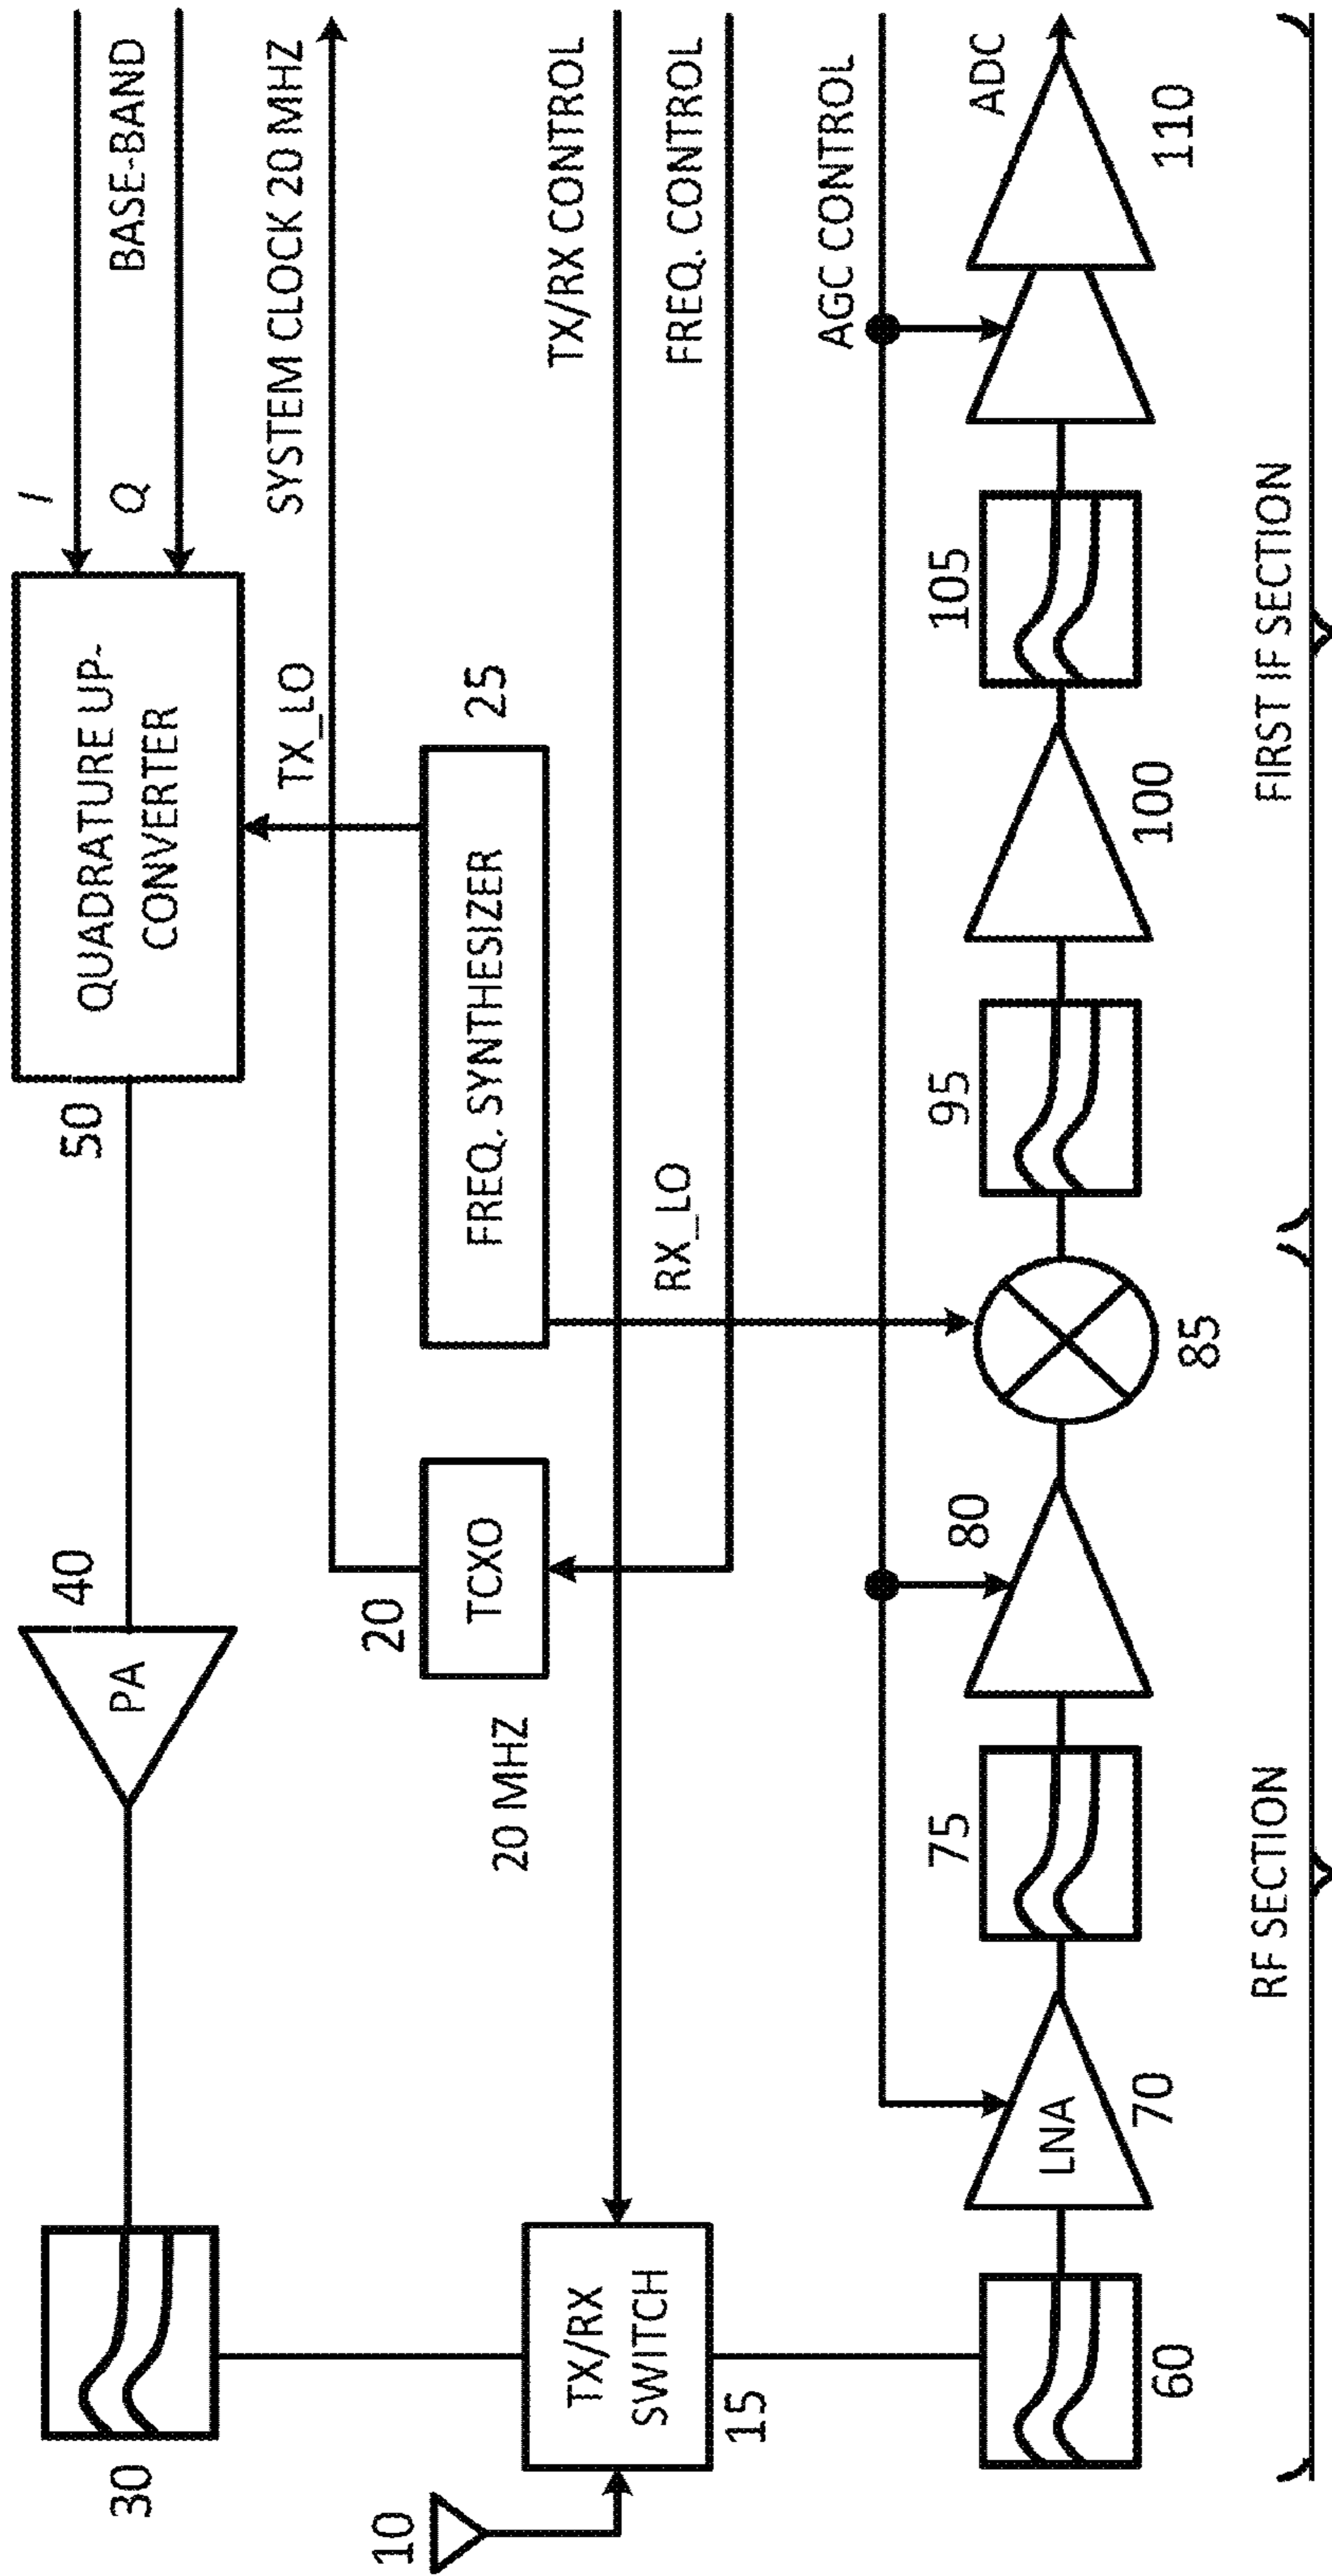 30
PA
40
50
QUADRATURE UP-
CONVERTER
I
Q
BASE-BAND
SYSTEM CLOCK 20 MHZ
TX_LO
10
TX/RX
SWITCH
15
20 MHZ
20
TCXO
FREQ. SYNTHESIZER
25
TX/RX CONTROL
RX_LO
FREQ. CONTROL
AGC CONTROL
60
LNA
70
75
80
85
95
100
105
ADC
110
RF SECTION
FIRST IF SECTION